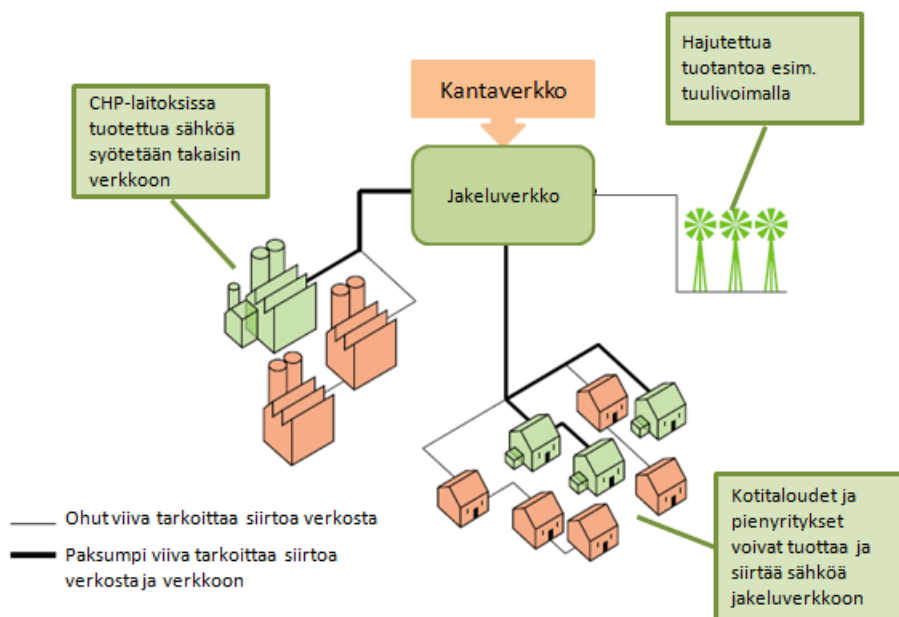 Hajutettua
tuotantoa esim.
tuulivoimalla
Kantaverkko
CHP-laitoksissa
tuotettua sähköä
syötetään takaisin
verkkoon
Jakeluverkko
Ohut viiva tarkoittaa siirtoa verkosta
Paksumpi viiva tarkoittaa siirtoa
verkosta ja verkkoon
Kotitaloudet ja
pienyritykset
voivat tuottaa ja
siirtää sähköä
jakeluverkkoon